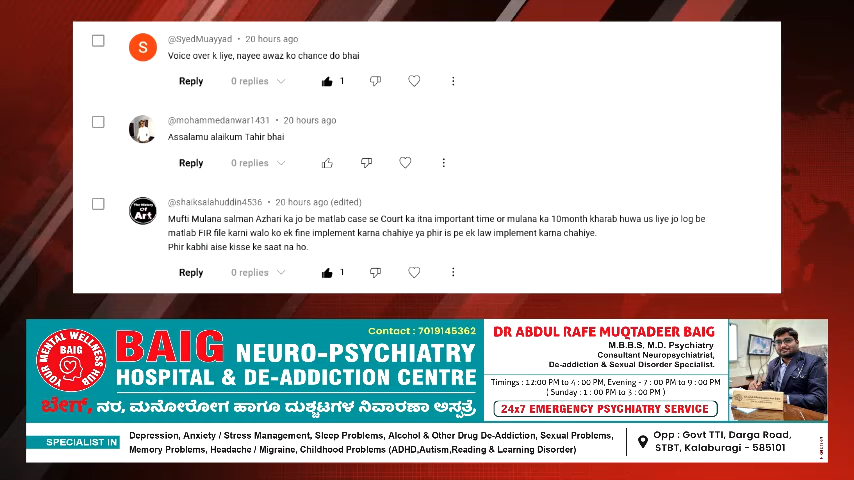 @SyedMuayyad • 20 hours ago
Voice over k liye, nayee awaz ko chance do bhai
Reply 0 replies 1
@mohammedanwar1431 • 20 hours ago
Assalamu alaikum Tahir bhai
Reply 0 replies
@shaiksalahuddin4536 • 20 hours ago (edited)
Mufti Mulana salman Azhari ka jo be matlab case se Court ka itna important time or mulana ka 10month kharab huwa us liye jo log be
matlab FIR file karni walo ko ek fine implement karna chahiye ya phir is pe ek law implement karna chahiye.
Phir kabhi aise kisse ke saat na ho.
Reply 0 replies 1
The History Of Art
S
Contact : 7019145362
YOUR MENTAL WELLNESS HUB
BAIG
BAIG NEURO-PSYCHIATRY
HOSPITAL & DE-ADDICTION CENTRE
ಬೇಗ್, ನರ, ಮನೋರೋಗ ಹಾಗೂ ದುಶ್ಚಟಗಳ ನಿವಾರಣಾ ಆಸ್ಪತ್ರೆ
DR ABDUL RAFE MUQTADEER BAIG
M.B.B.S, M.D. Psychiatry
Consultant Neuropsychiatrist,
De-addiction & Sexual Disorder Specialist.
Timings : 12:00 PM to 4 : 00 PM, Evening - 7 : 00 PM to 9 : 00 PM
( Sunday : 1 : 00 PM to 3 : 00 PM )
24x7 EMERGENCY PSYCHIATRY SERVICE
SPECIALIST IN
Depression, Anxiety / Stress Management, Sleep Problems, Alcohol & Other Drug De-Addiction, Sexual Problems,
Memory Problems, Headache / Migraine, Childhood Problems (ADHD,Autism,Reading & Learning Disorder)
Opp : Govt TTI, Darga Road,
STBT, Kalaburagi - 585101